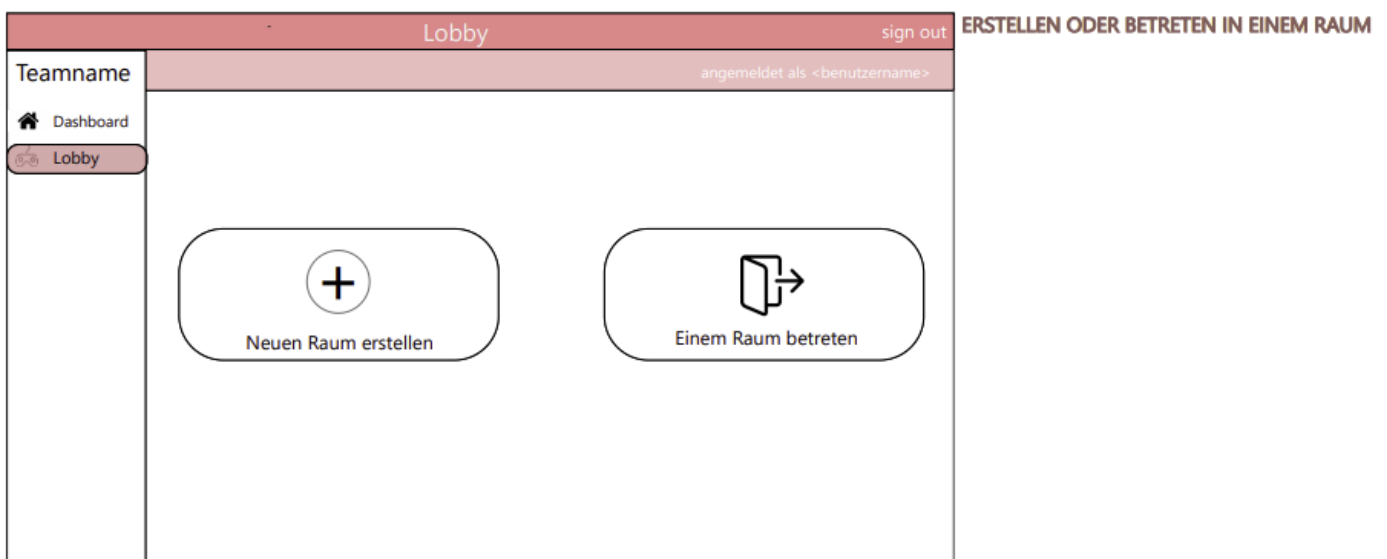 Lobby
sign out
ERSTELLEN ODER BETRETEN IN EINEM RAUM
Teamname
angemeldet als <benutzername>
Dashboard
Lobby
Neuen Raum erstellen
Einem Raum betreten